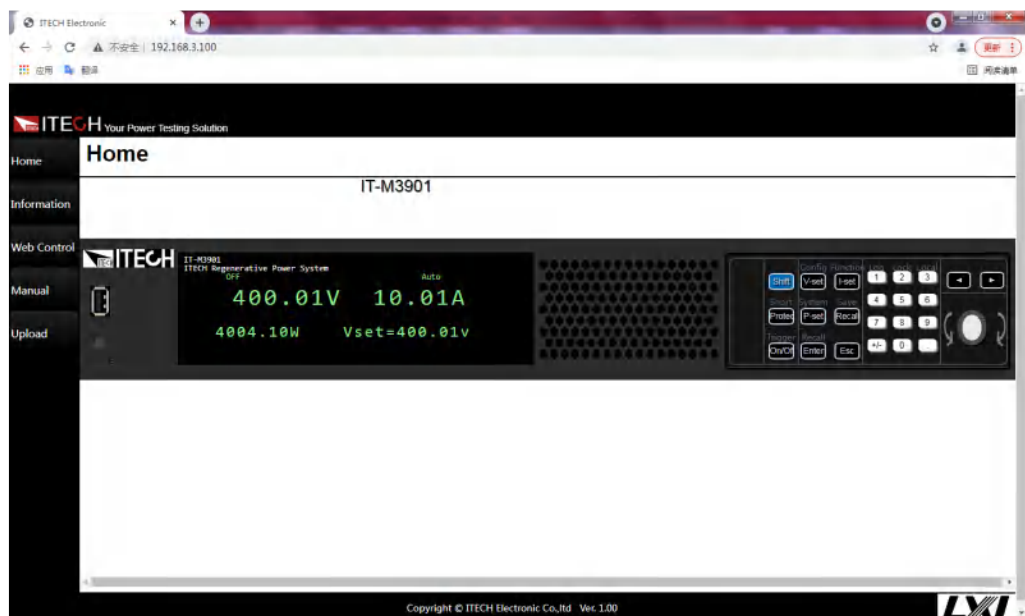 ITECH Electronic
不安全 | 192.168.3.100
更新
应用 翻译
阅读清单
ITECH Your Power Testing Solution
Home
Information
Web Control
Manual
Upload
Home
IT-M3901
ITECH
IT-M3901
ITECH Regenerative Power System
OFF Auto
400.01V 10.01A
4004.10W Vset=400.01v
Config Function Log Lock Local
Shift V-set I-set 1 2 3
Short System Save
Protec P-set Recal 4 5 6
7 8 9
Trigger Recall
On/Of Enter Esc +/- 0 .
Copyright © ITECH Electronic Co.,ltd Ver. 1.00
LXI